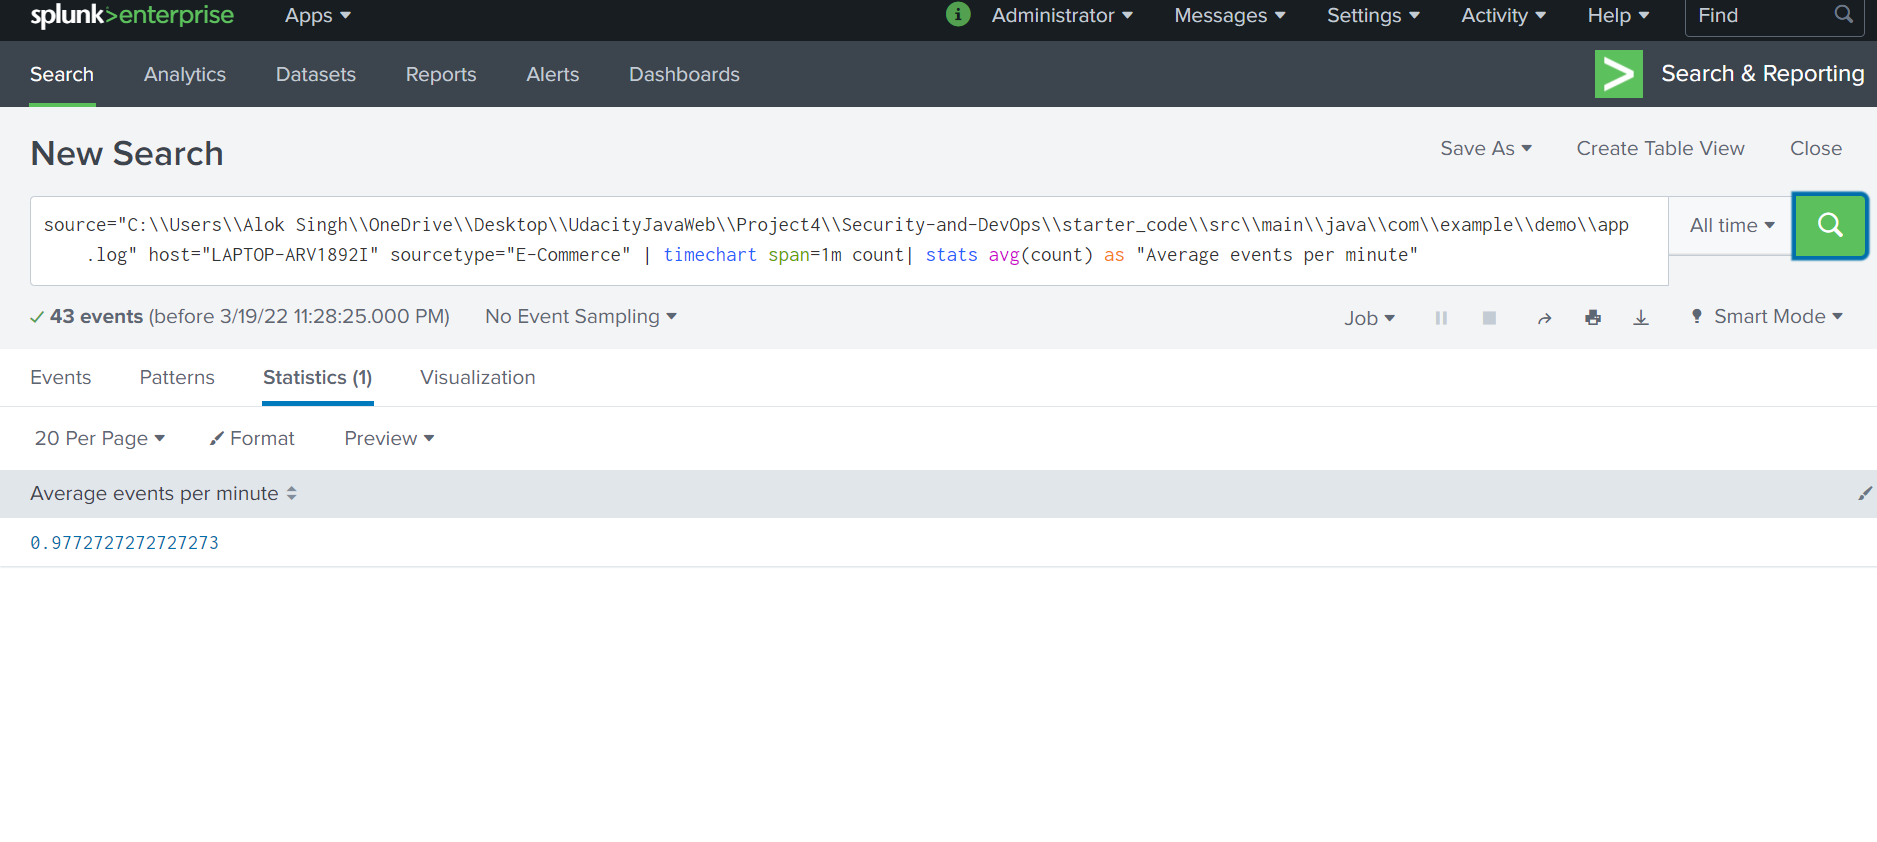 splunk>enterprise Apps Administrator Messages Settings Activity Help Find
Search Analytics Datasets Reports Alerts Dashboards Search & Reporting
New Search Save As Create Table View Close
source="C:\\Users\\Alok Singh\\OneDrive\\Desktop\\UdacityJavaWeb\\Project4\\Security-and-DevOps\\starter_code\\src\\main\\java\\com\\example\\demo\\app All time
.log" host="LAPTOP-ARV1892I" sourcetype="E-Commerce" | timechart span=1m count| stats avg(count) as "Average events per minute"
43 events (before 3/19/22 11:28:25.000 PM) No Event Sampling Job Smart Mode
Events Patterns Statistics (1) Visualization
20 Per Page Format Preview
Average events per minute
0.9772727272727273